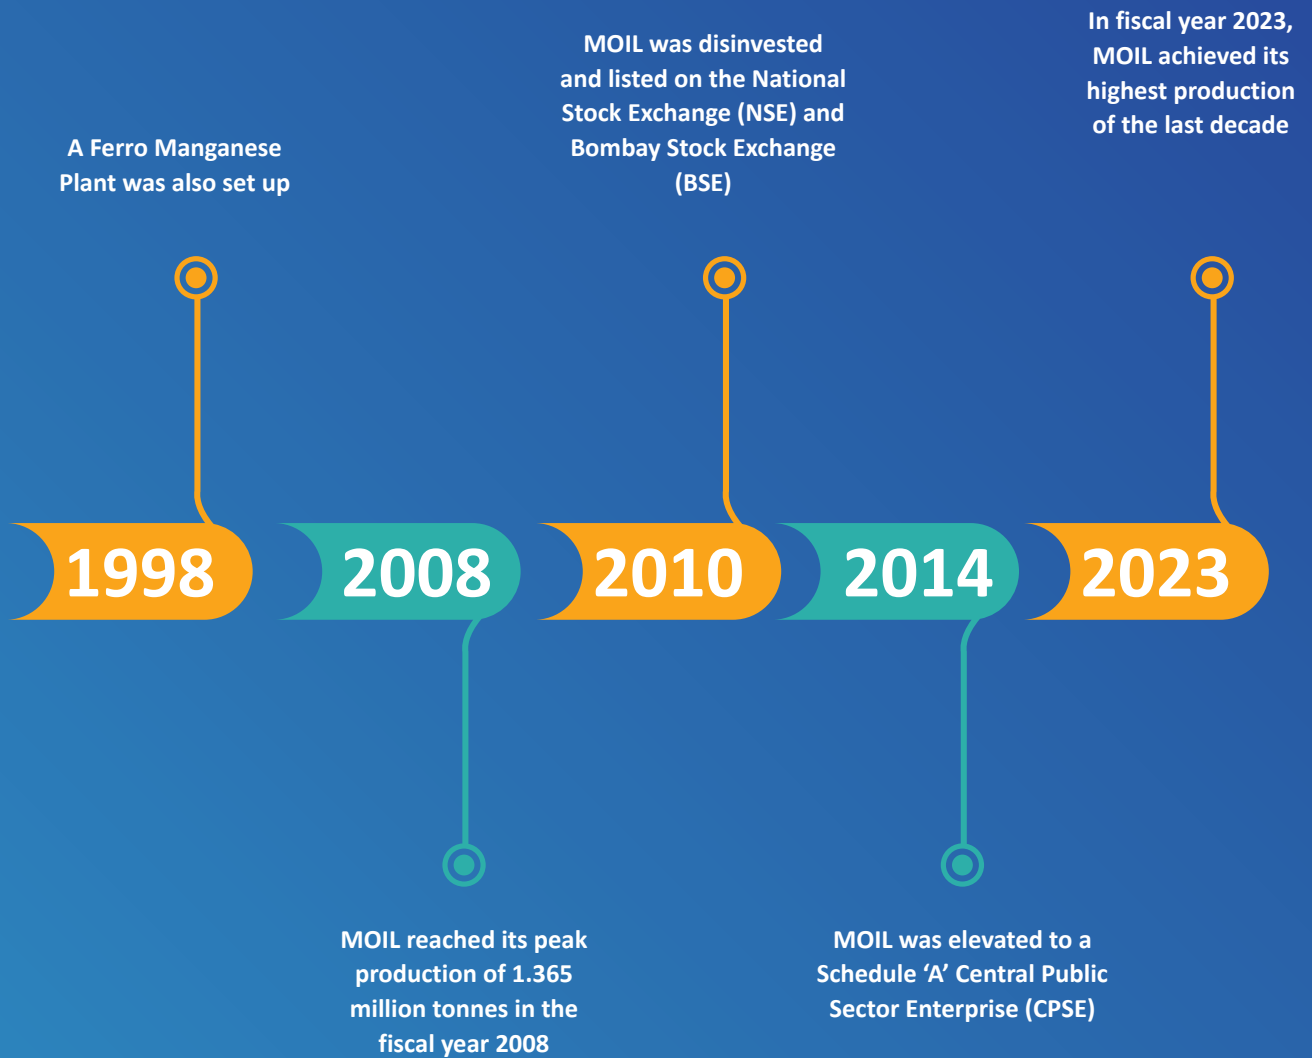 A Ferro Manganese
Plant was also set up
MOIL was disinvested
and listed on the National
Stock Exchange (NSE) and
Bombay Stock Exchange
(BSE)
In fiscal year 2023,
MOIL achieved its
highest production
of the last decade
1998
2008
2010
2014
2023
MOIL reached its peak
production of 1.365
million tonnes in the
fiscal year 2008
MOIL was elevated to a
Schedule ‘A’ Central Public
Sector Enterprise (CPSE)